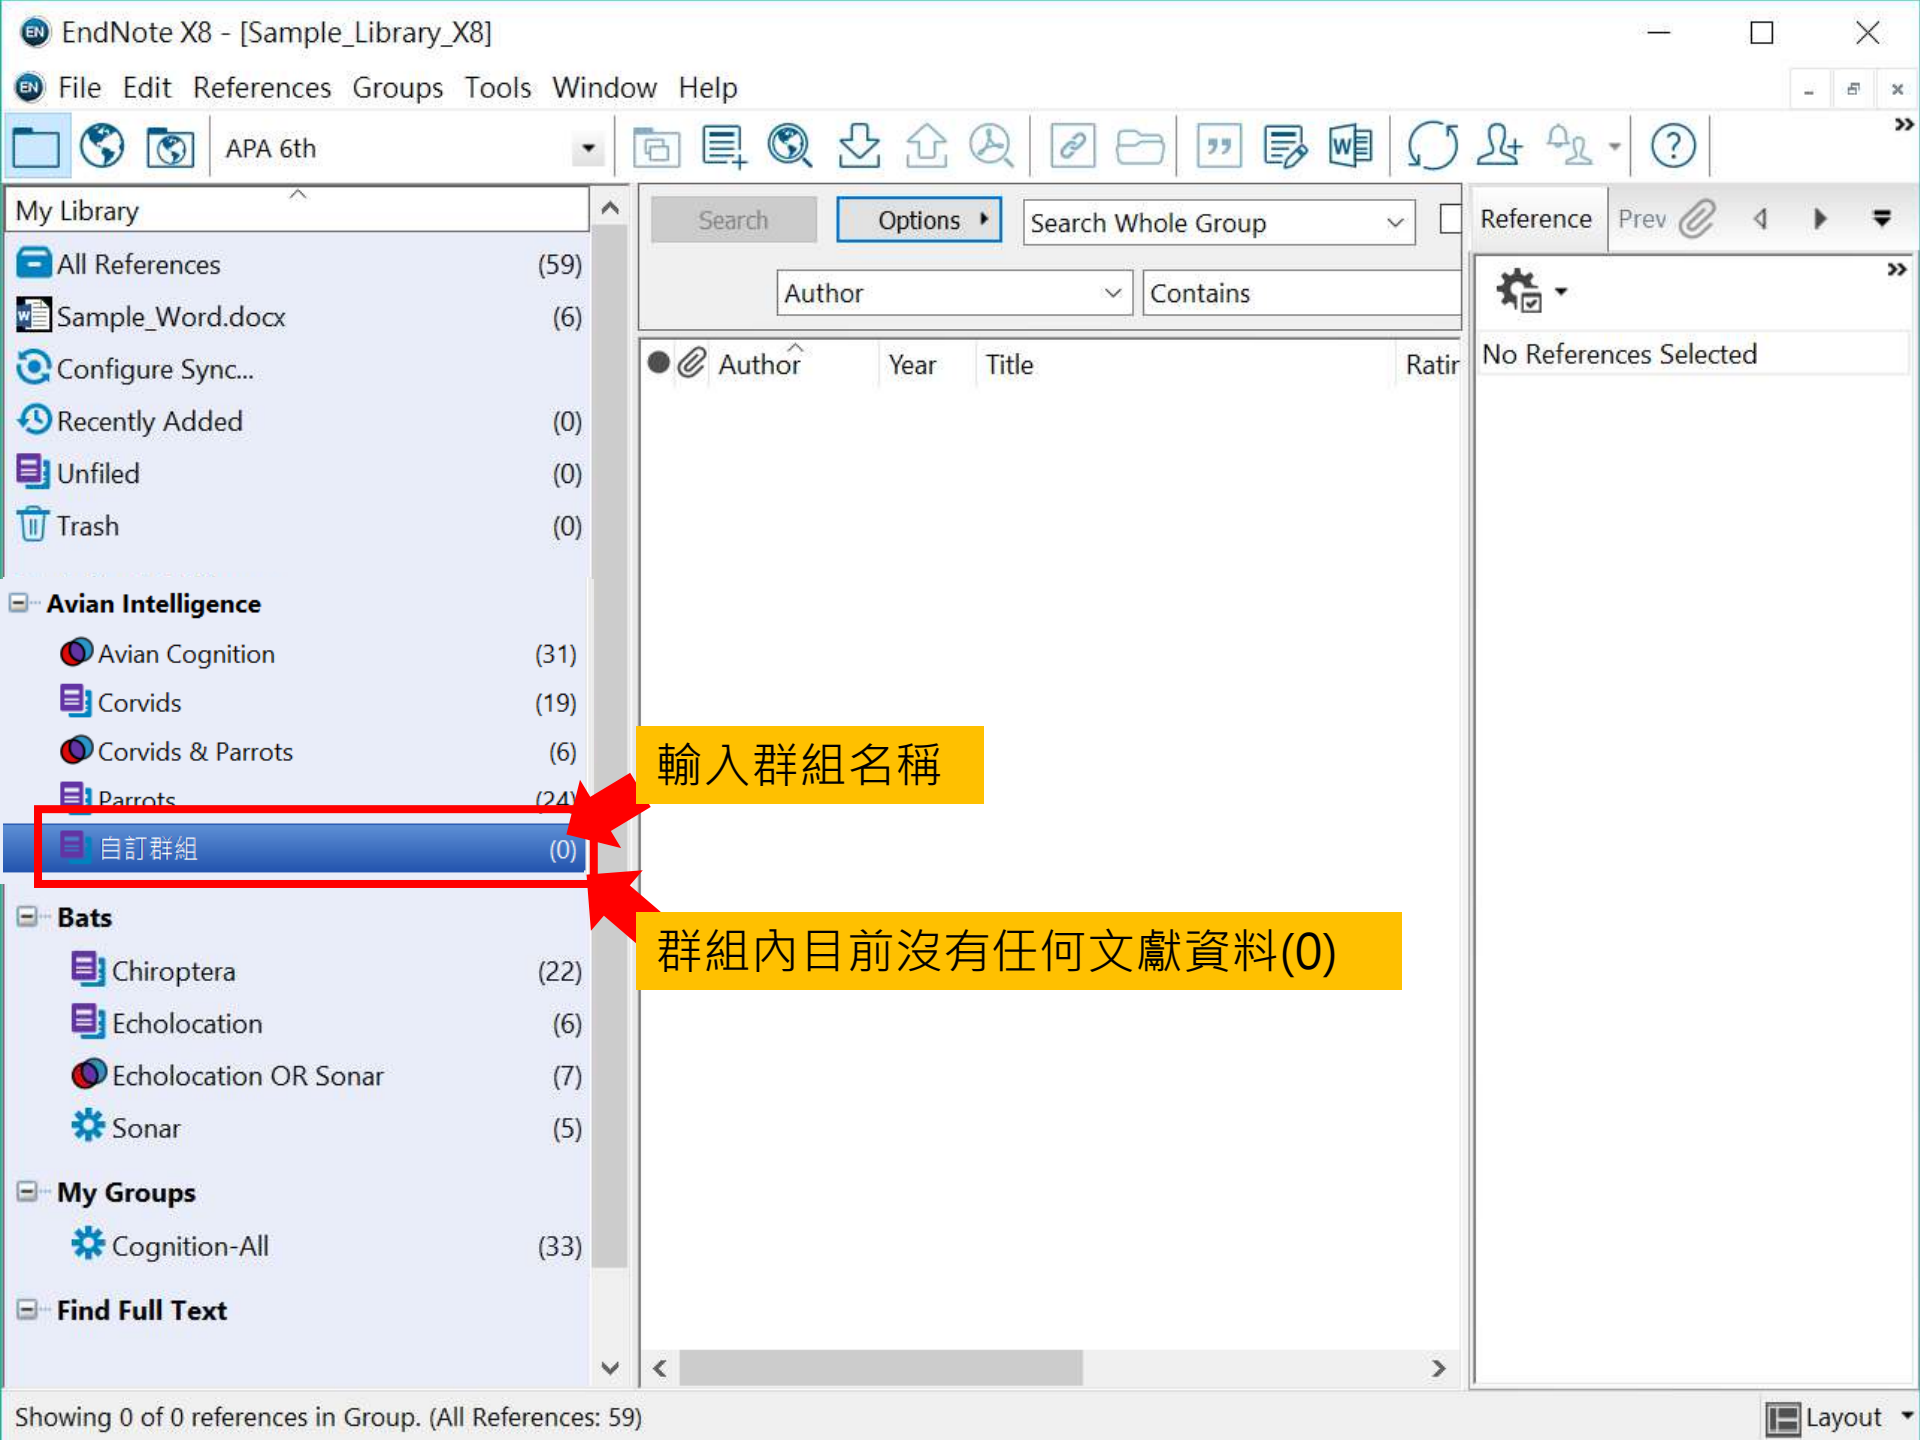 EndNote X8 - [Sample_Library_X8]
File Edit References Groups Tools Window Help
APA 6th
My Library
All References (59)
Sample_Word.docx (6)
Configure Sync...
Recently Added (0)
Unfiled (0)
Trash (0)
Avian Intelligence
Avian Cognition (31)
Corvids (19)
Corvids & Parrots (6)
Parrots (24)
自訂群組 (0)
Bats
Chiroptera (22)
Echolocation (6)
Echolocation OR Sonar (7)
Sonar (5)
My Groups
Cognition-All (33)
Find Full Text
Search Options Search Whole Group
Author Contains
Author Year Title Ratin
輸入群組名稱
群組內目前沒有任何文獻資料(0)
Reference Prev
No References Selected
Showing 0 of 0 references in Group. (All References: 59)
Layout